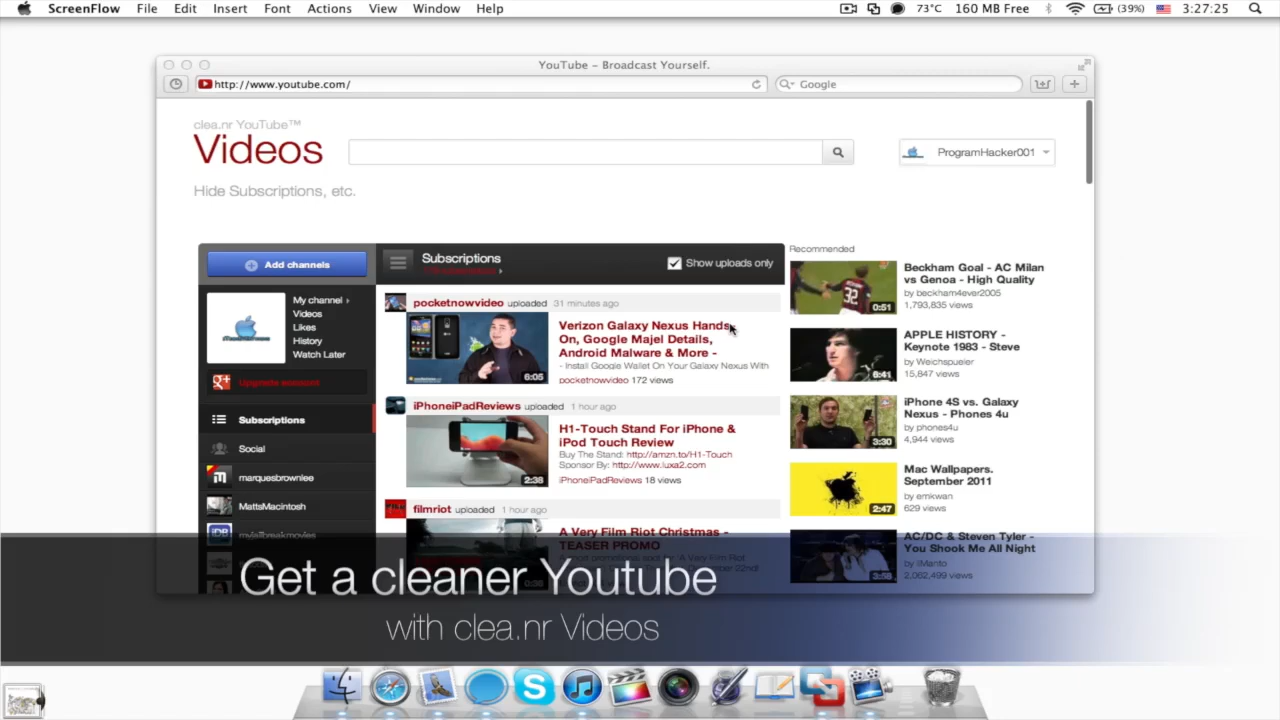 ScreenFlow File Edit Insert Font Actions View Window Help 73°C 160 MB Free (39%) 3:27:25
YouTube – Broadcast Yourself.
http://www.youtube.com/
Google
clea.nr YouTube™
Videos
ProgramHacker001
Hide Subscriptions, etc.
Add channels
My channel ›
Videos
Likes
History
Watch Later
Upgrade account
Subscriptions
Social
marquesbrownlee
MattsMacintosh
myjailbreakmovies
Subscriptions
Show uploads only
pocketnowvideo uploaded 31 minutes ago
6:05
Verizon Galaxy Nexus Hands
On, Google Majel Details,
Android Malware & More -
- Install Google Wallet On Your Galaxy Nexus With
pocketnowvideo 172 views
iPhoneiPadReviews uploaded 1 hour ago
2:38
H1-Touch Stand For iPhone &
iPod Touch Review
Buy The Stand: http://amzn.to/H1-Touch
Sponsor By: http://www.luxa2.com
iPhoneiPadReviews 18 views
filmriot uploaded 1 hour ago
A Very Film Riot Christmas -
TEASER PROMO
Recommended
0:51
Beckham Goal - AC Milan
vs Genoa - High Quality
by beckham4ever2005
1,793,835 views
6:41
APPLE HISTORY -
Keynote 1983 - Steve
by Weichspueler
15,847 views
3:30
iPhone 4S vs. Galaxy
Nexus - Phones 4u
by phones4u
4,944 views
2:47
Mac Wallpapers.
September 2011
by emkwan
629 views
AC/DC & Steven Tyler -
You Shook Me All Night
by IManto
2,062,499 views
Get a cleaner Youtube
with clea.nr Videos